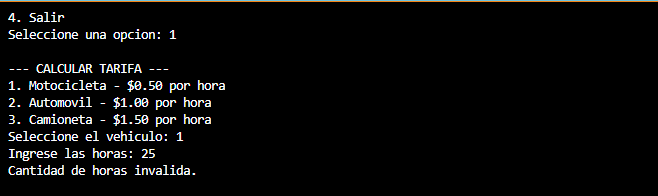 4. Salir
Seleccione una opcion: 1
--- CALCULAR TARIFA ---
1. Motocicleta - $0.50 por hora
2. Automovil - $1.00 por hora
3. Camioneta - $1.50 por hora
Seleccione el vehiculo: 1
Ingrese las horas: 25
Cantidad de horas invalida.